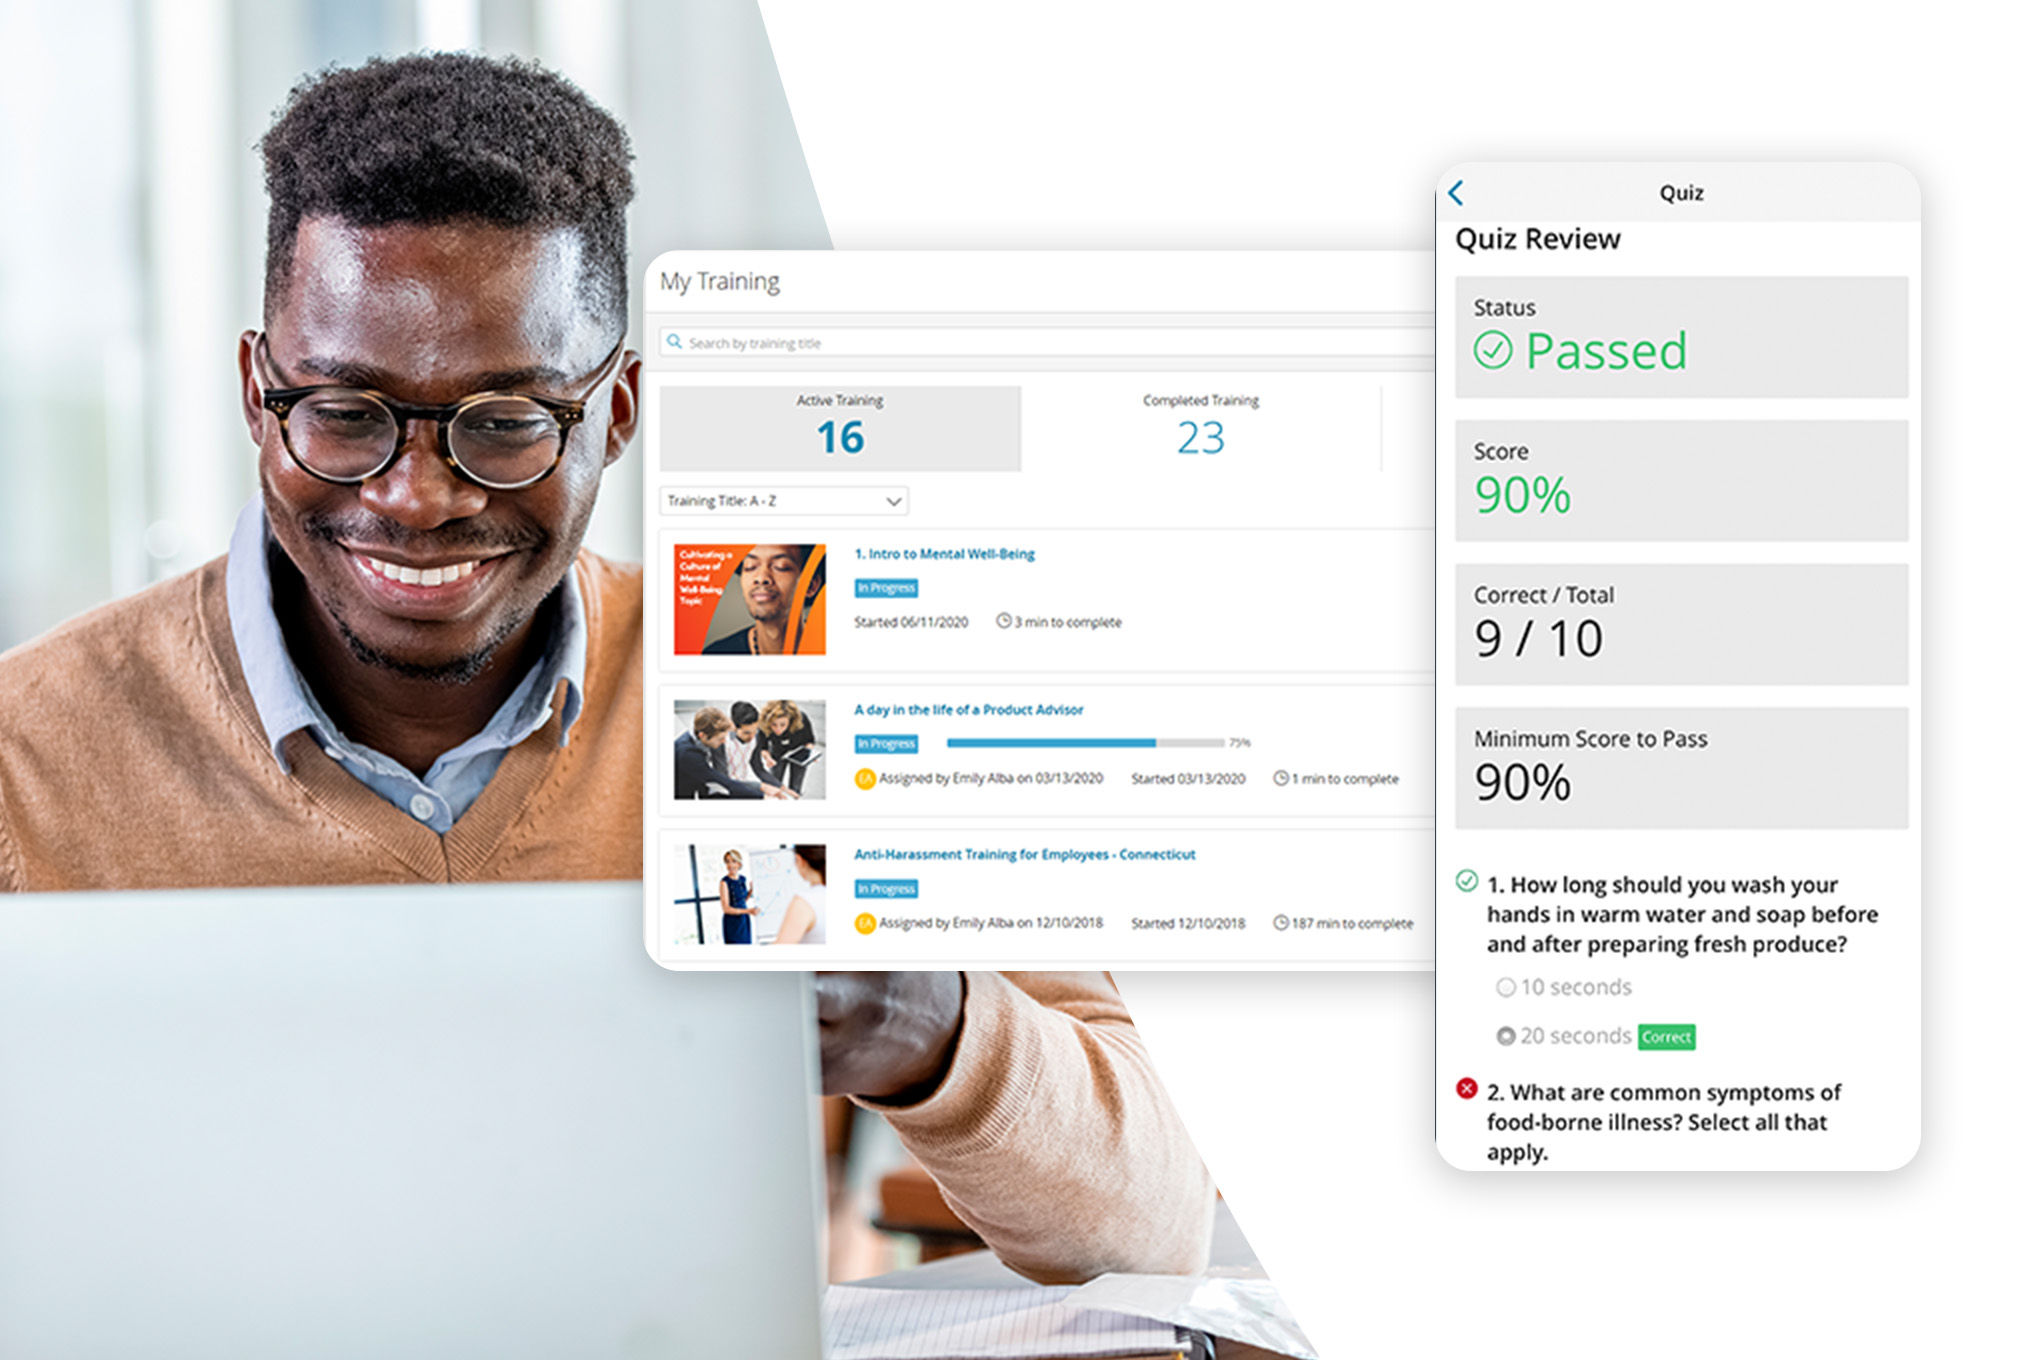 My Training
Search by training title
Active Training
16
Completed Training
23
Training Title: A - Z
Cultivating a
Culture of
Mental
Well-Being
Topic
1. Intro to Mental Well-Being
In Progress
Started 06/11/2020
3 min to complete
A day in the life of a Product Advisor
In Progress
75%
EA
Assigned by Emily Alba on 03/13/2020
Started 03/13/2020
1 min to complete
Anti-Harassment Training for Employees - Connecticut
In Progress
EA
Assigned by Emily Alba on 12/10/2018
Started 12/10/2018
187 min to complete
Quiz
Quiz Review
Status
Passed
Score
90%
Correct / Total
9 / 10
Minimum Score to Pass
90%
1. How long should you wash your
hands in warm water and soap before
and after preparing fresh produce?
10 seconds
20 seconds Correct
2. What are common symptoms of
food-borne illness? Select all that
apply.